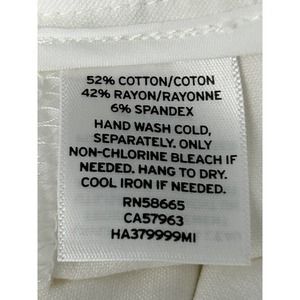 52% COTTON/COTON
42% RAYON/RAYONNE
6% SPANDEX
HAND WASH COLD,
SEPARATELY. ONLY
NON-CHLORINE BLEACH IF
NEEDED. HANG TO DRY.
COOL IRON IF NEEDED.
RN58665
CA57963
HA379999MI